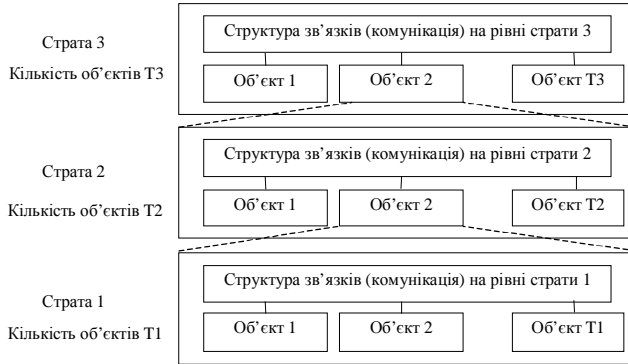 Структура зв’язків (комунікація) на рівні страти 3
Страта 3
Кількість об’єктів Т3
Об’єкт 1
Об’єкт 2
Об’єкт Т3
Структура зв’язків (комунікація) на рівні страти 2
Страта 2
Кількість об’єктів Т2
Об’єкт 1
Об’єкт 2
Об’єкт Т2
Структура зв’язків (комунікація) на рівні страти 1
Страта 1
Кількість об’єктів Т1
Об’єкт 1
Об’єкт 2
Об’єкт Т1